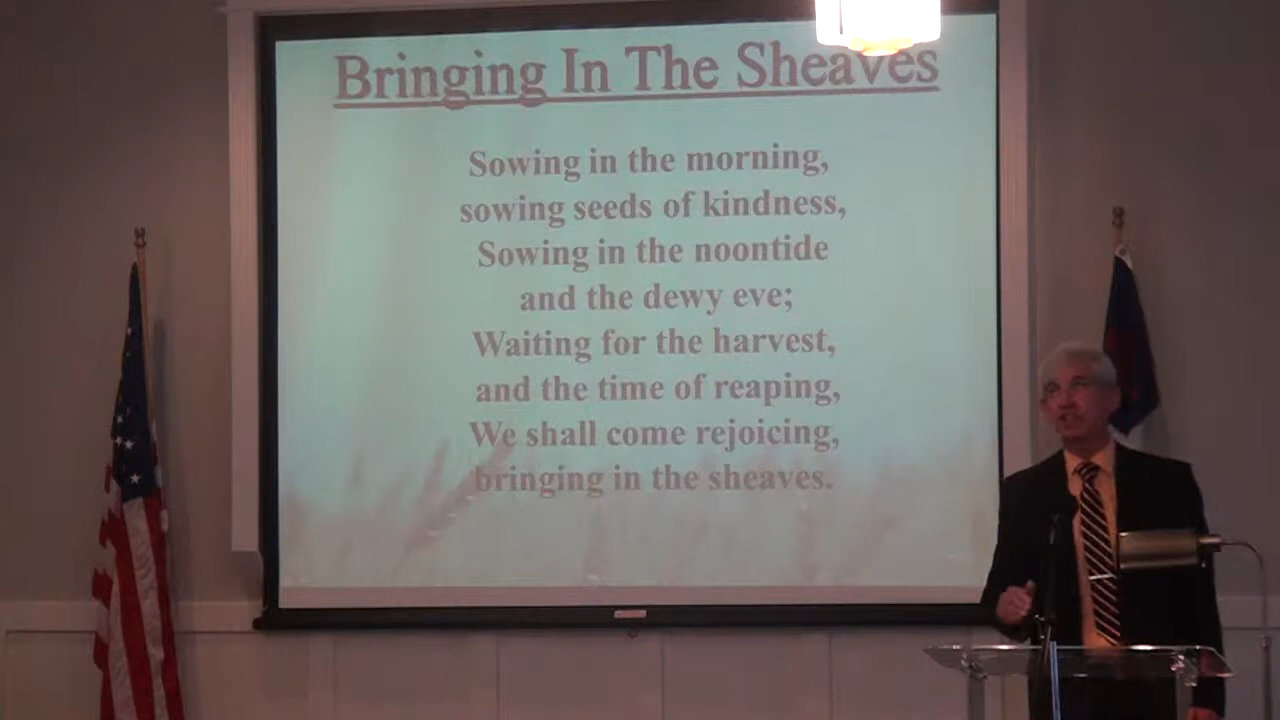 Bringing In The Sheaves
Sowing in the morning,
sowing seeds of kindness,
Sowing in the noontide
and the dewy eve;
Waiting for the harvest,
and the time of reaping,
We shall come rejoicing,
bringing in the sheaves.